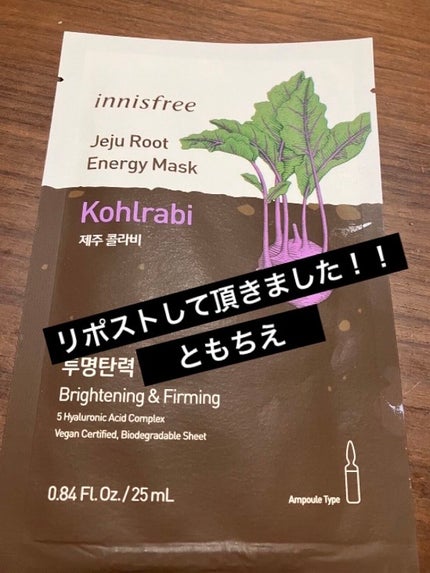 innisfree
Jeju Root
Energy Mask
Kohlrabi
제주 콜라비
リポストして頂きました！！
ともちえ
투명탄력
Brightening & Firming
5 Hyaluronic Acid Complex
Vegan Certified, Biodegradable Sheet
0.84 Fl. Oz. / 25 mL
Ampoule Type